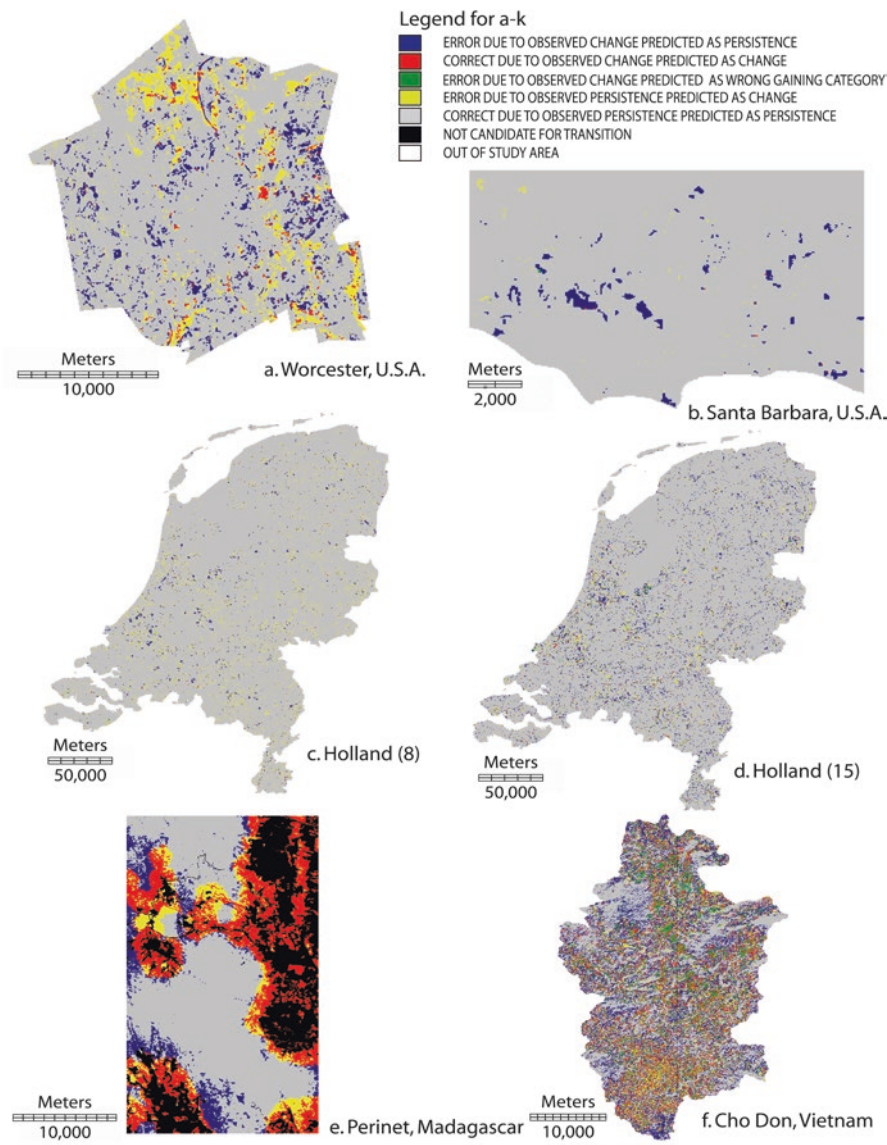 Legend for a-k
ERROR DUE TO OBSERVED CHANGE PREDICTED AS PERSISTENCE
CORRECT DUE TO OBSERVED CHANGE PREDICTED AS CHANGE
ERROR DUE TO OBSERVED CHANGE PREDICTED AS WRONG GAINING CATEGORY
ERROR DUE TO OBSERVED PERSISTENCE PREDICTED AS CHANGE
CORRECT DUE TO OBSERVED PERSISTENCE PREDICTED AS PERSISTENCE
NOT CANDIDATE FOR TRANSITION
OUT OF STUDY AREA
Meters
10,000
a. Worcester, U.S.A.
Meters
2,000
b. Santa Barbara, U.S.A.
Meters
50,000
c. Holland (8)
Meters
50,000
d. Holland (15)
Meters
10,000
e. Perinet, Madagascar
Meters
10,000
f. Cho Don, Vietnam